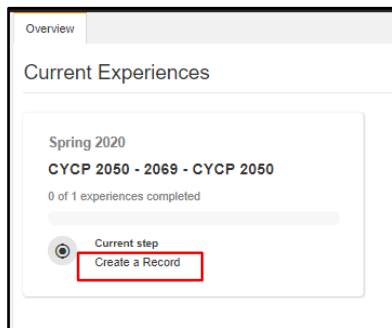 Overview
Current Experiences
Spring 2020
CYCP 2050 - 2069 - CYCP 2050
0 of 1 experiences completed
Current step
Create a Record